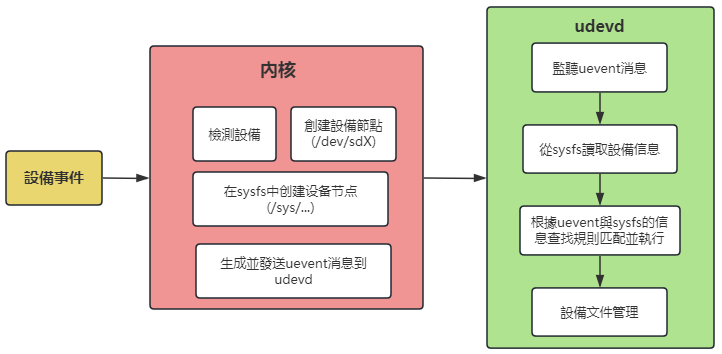 設備事件
内核
檢測設備
創建設備節點
（/dev/sdX）
在sysfs中创建设备节点
（/sys/...）
生成並發送uevent消息到
udevd
udevd
監聽uevent消息
從sysfs讀取設備信息
根據uevent與sysfs的信
息查找規則匹配並執行
設備文件管理